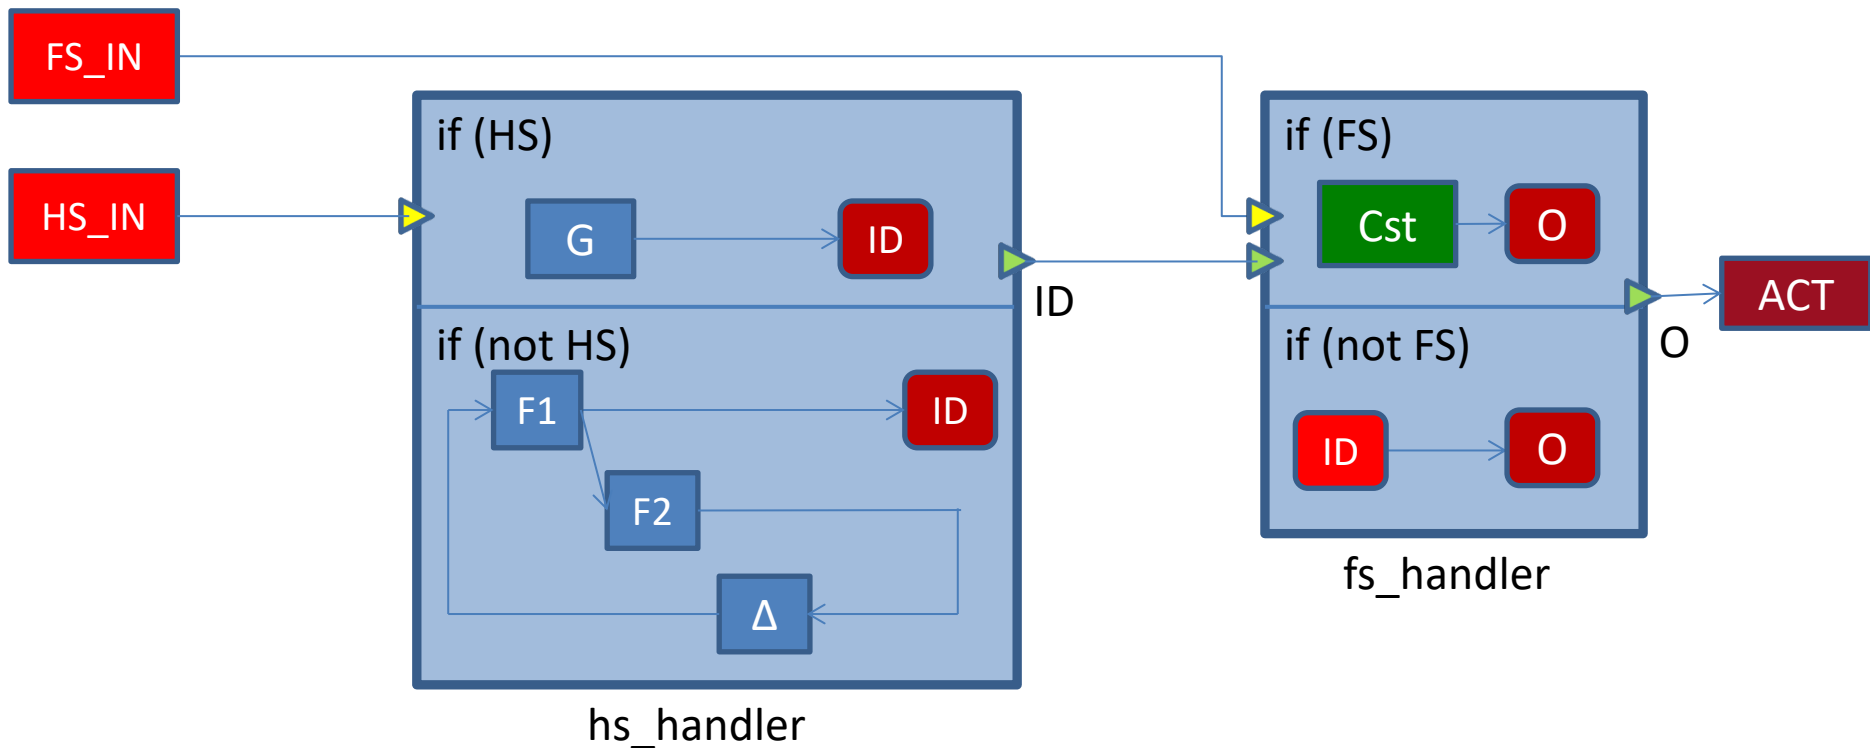 FS_IN
HS_IN
if (HS)
G
ID
if (not HS)
F1
ID
F2
Δ
hs_handler
ID
if (FS)
Cst
O
if (not FS)
ID
O
fs_handler
O
ACT